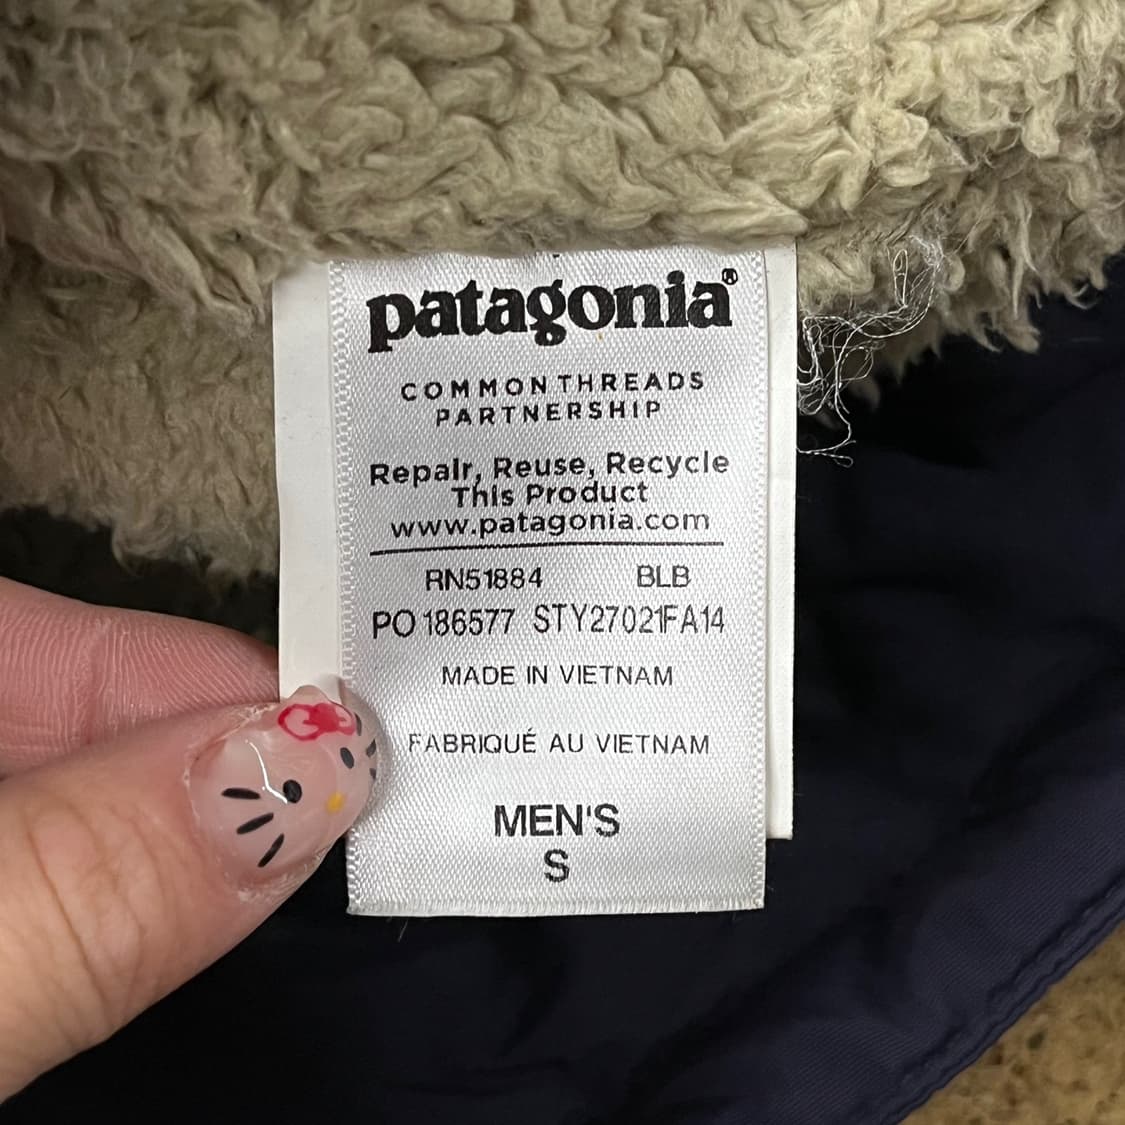 patagonia®
COMMON THREADS
PARTNERSHIP
Repair, Reuse, Recycle
This Product
www.patagonia.com
RN51884 BLB
PO 186577 STY27021FA14
MADE IN VIETNAM
FABRIQUÉ AU VIETNAM
MEN'S
S